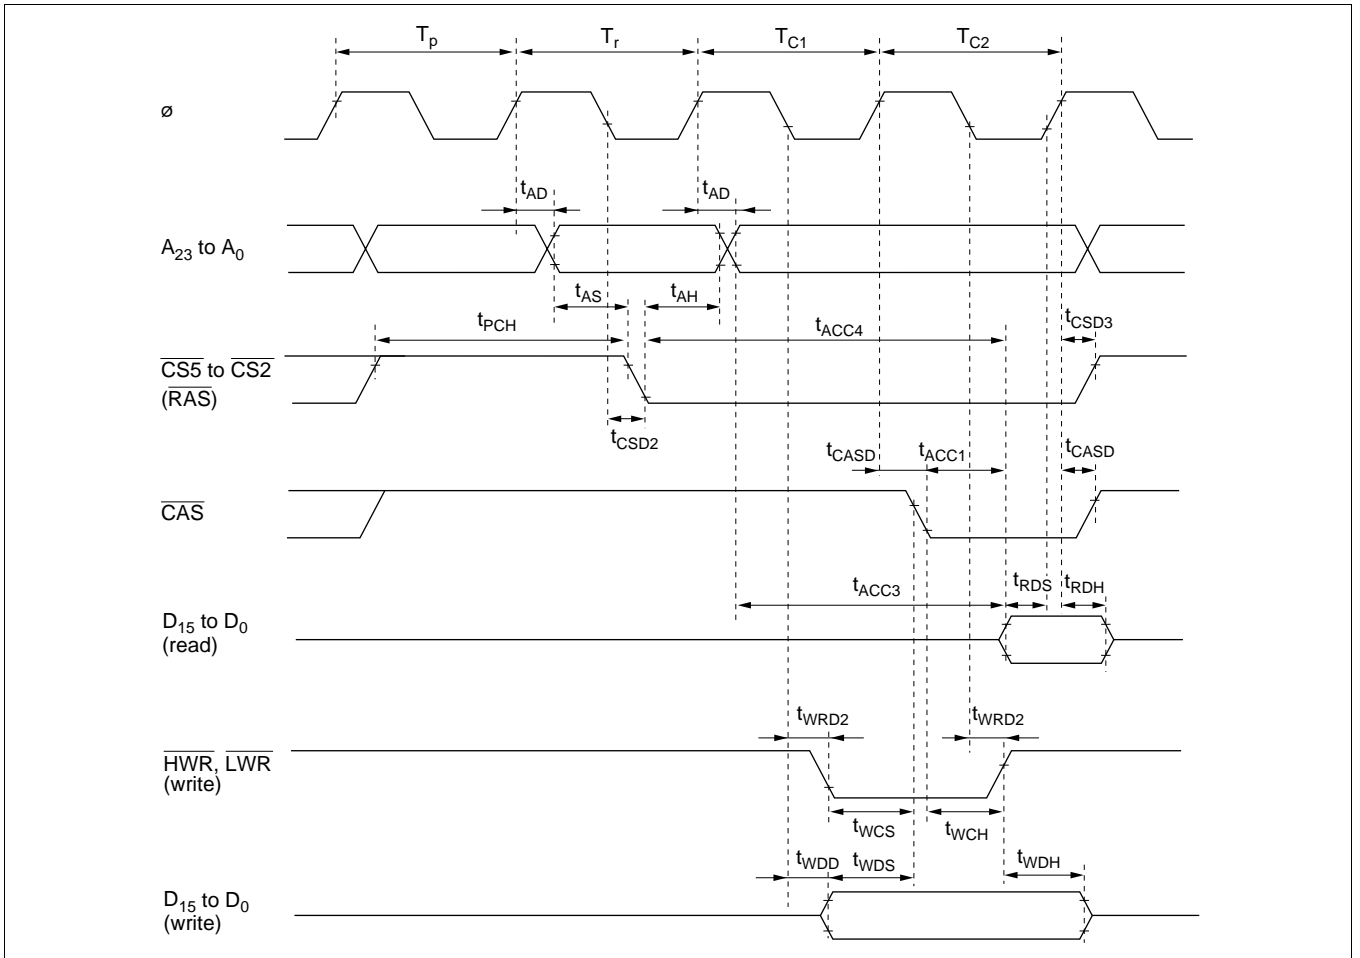 Tp Tr TC1 TC2
ø
tAD tAD
A23 to A0
tAS tAH
tPCH tACC4 tCSD3
CS5 to CS2
(RAS)
tCSD2
tCASD tACC1 tCASD
CAS
tACC3 tRDS tRDH
D15 to D0
(read)
tWRD2 tWRD2
HWR, LWR
(write)
tWCS tWCH
tWDD tWDS tWDH
D15 to D0
(write)